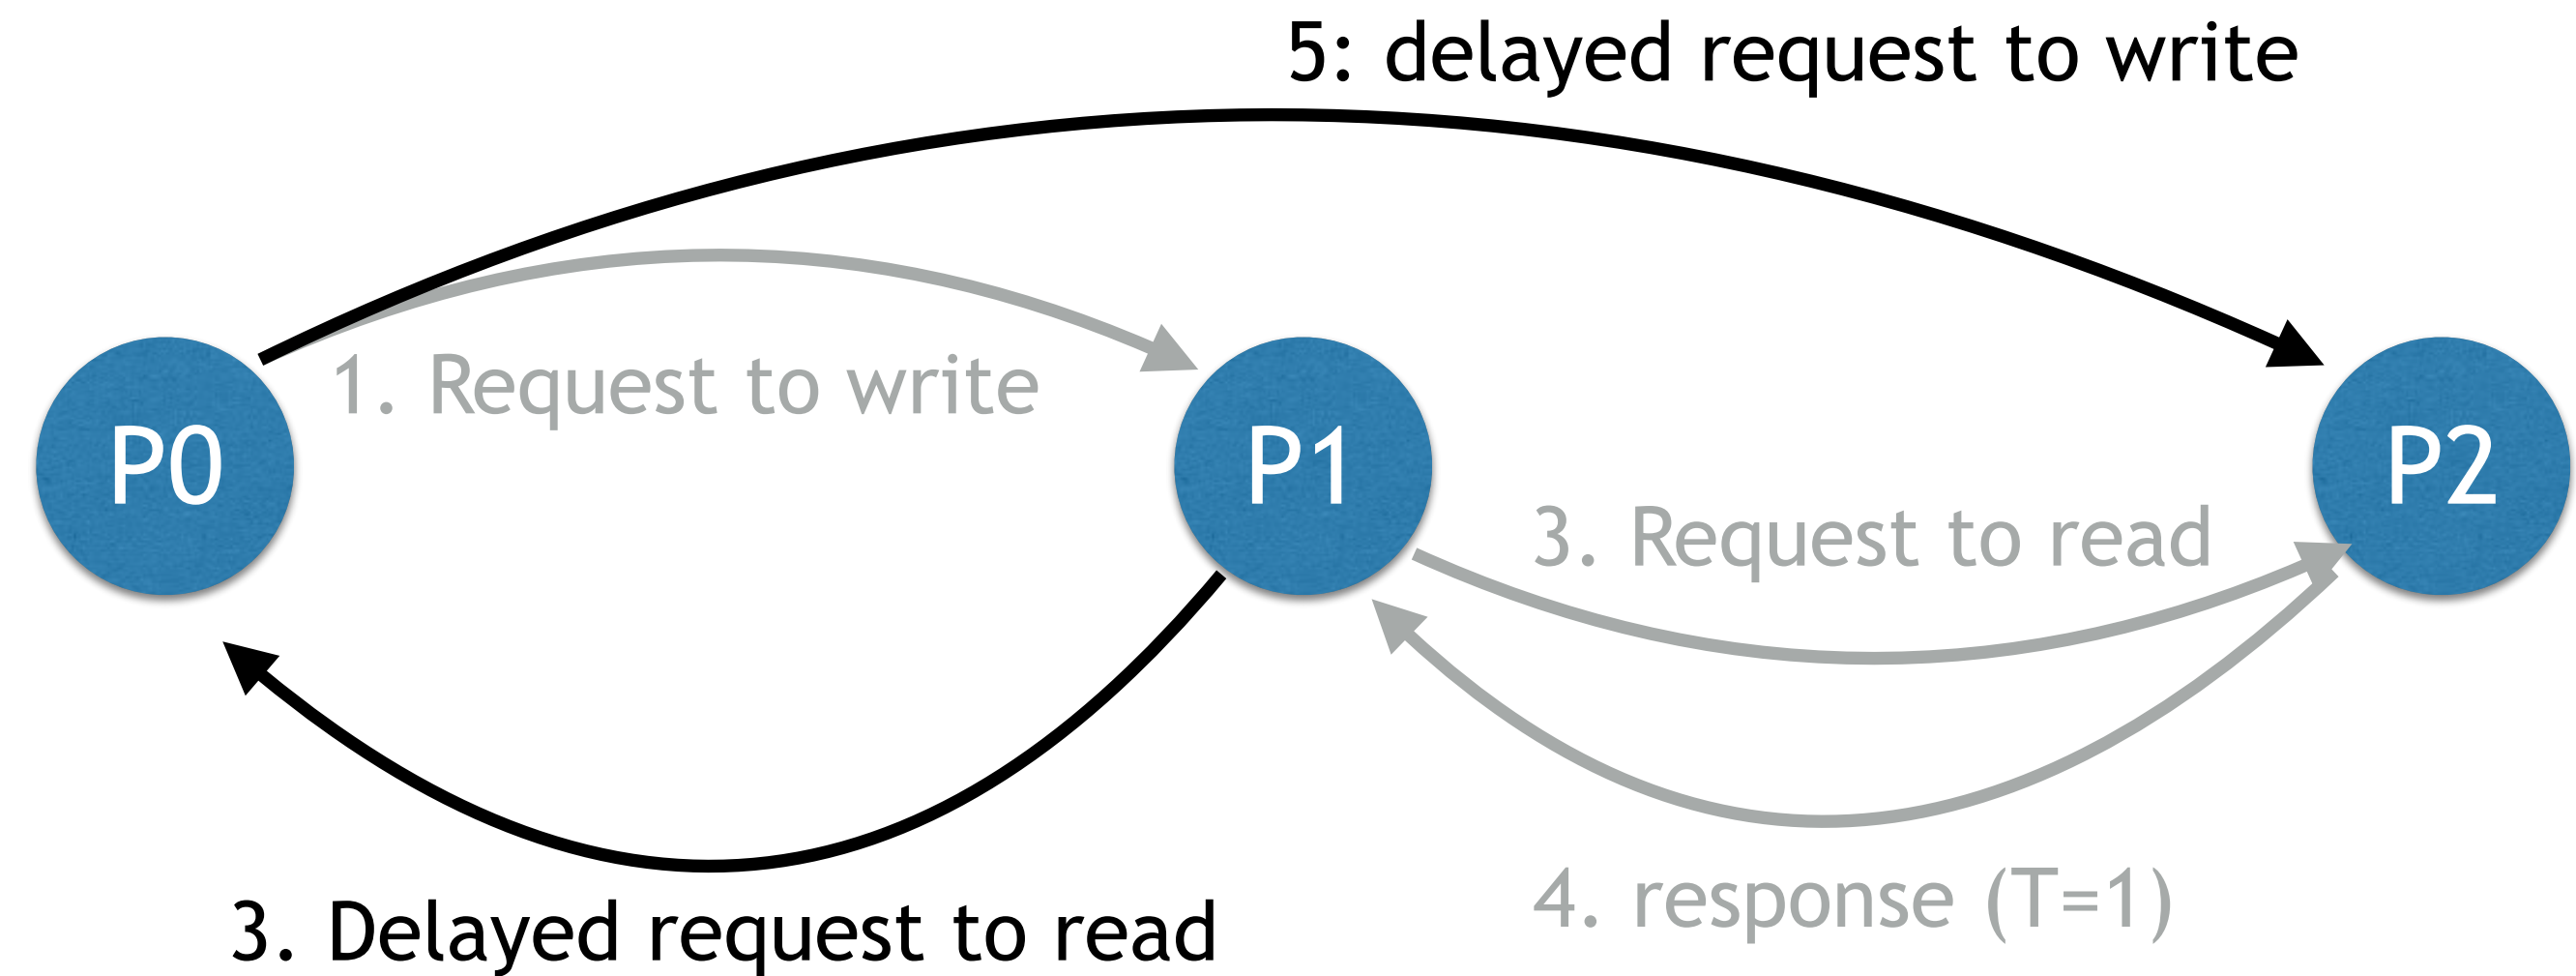 5: delayed request to write
1. Request to write
P0
P1
P2
3. Request to read
4. response (T=1)
3. Delayed request to read